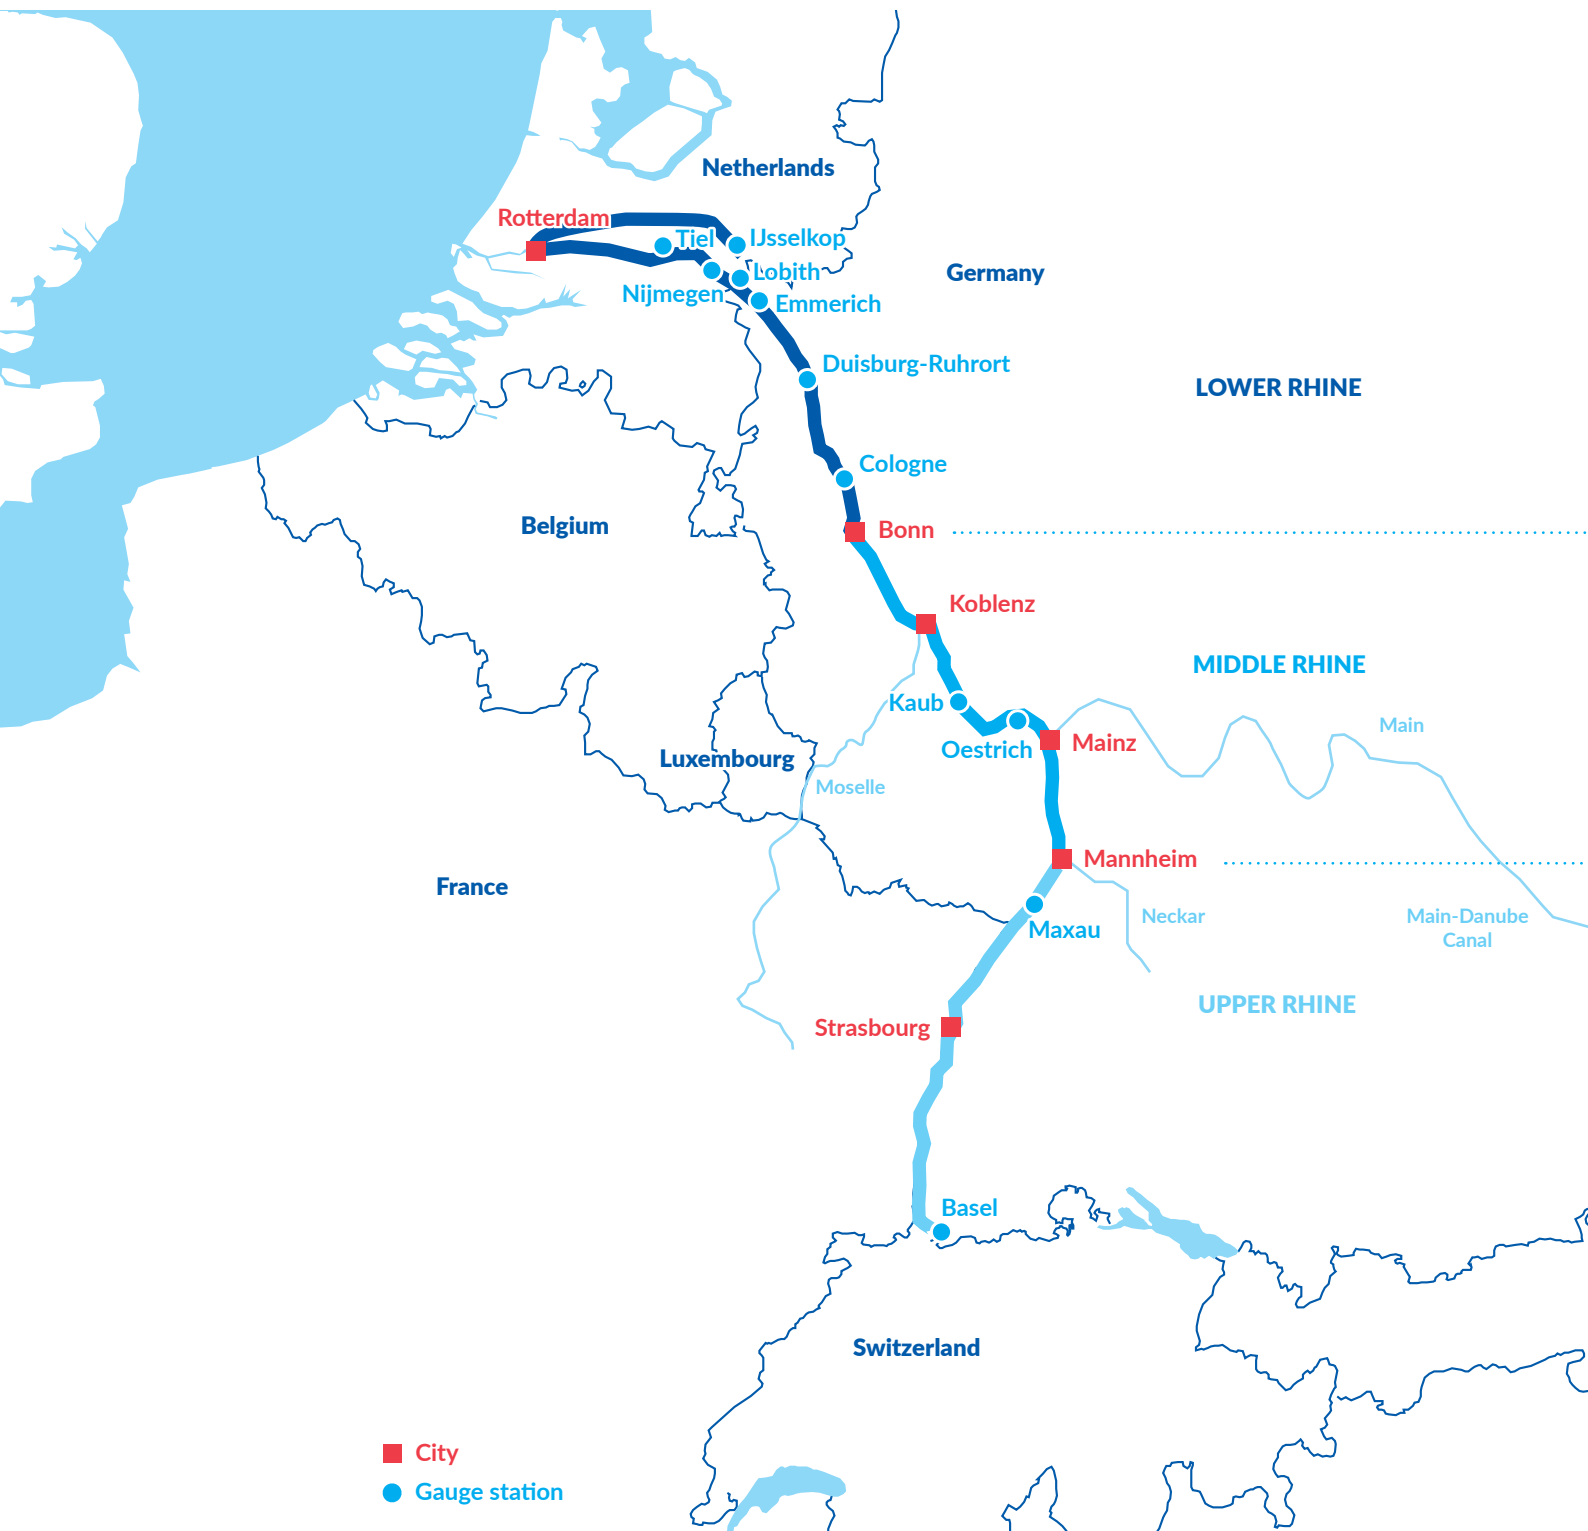 Netherlands
Rotterdam
Tiel
IJsselkop
Lobith
Germany
Nijmegen
Emmerich
Duisburg-Ruhrort
LOWER RHINE
Cologne
Belgium
Bonn
Koblenz
MIDDLE RHINE
Kaub
Main
Oestrich
Mainz
Luxembourg
Moselle
Mannheim
France
Neckar
Main-Danube
Canal
Maxau
UPPER RHINE
Strasbourg
Basel
Switzerland
City
Gauge station